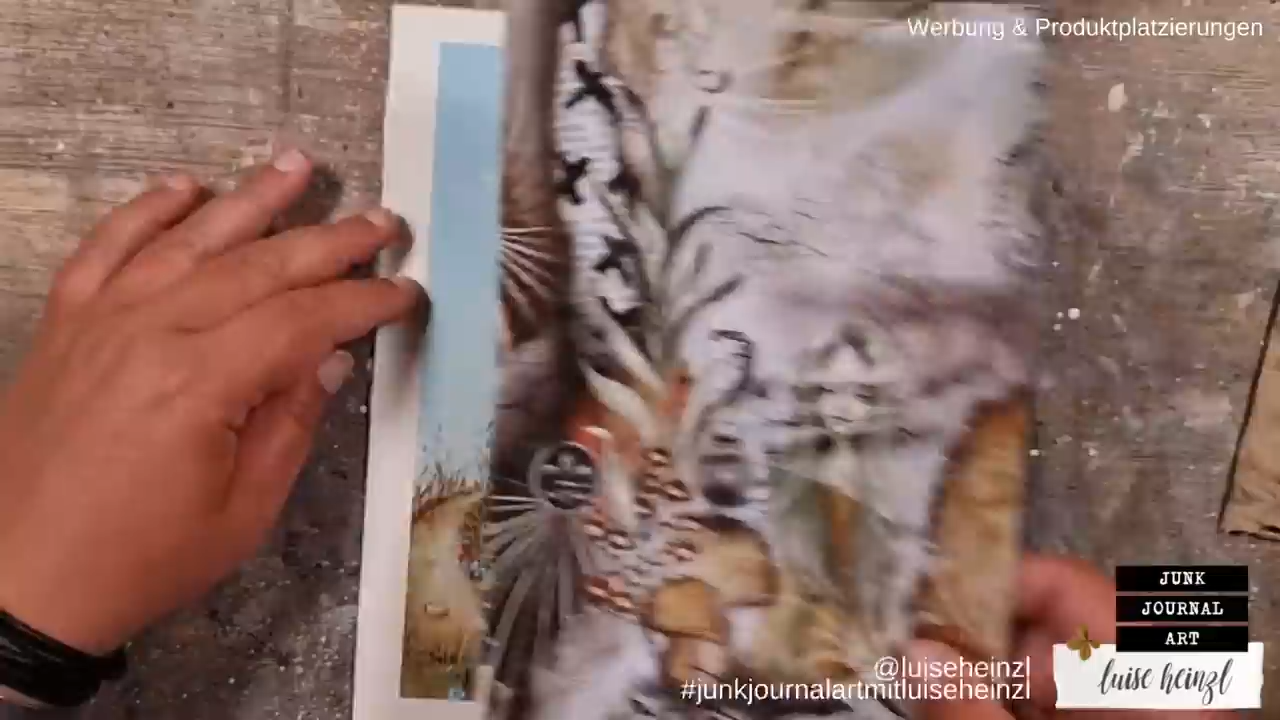 Werbung & Produktplatzierungen
JUNK
JOURNAL
ART
@luiseheinzl
luise heinzl
#junkjournalartmitluiseheinzl